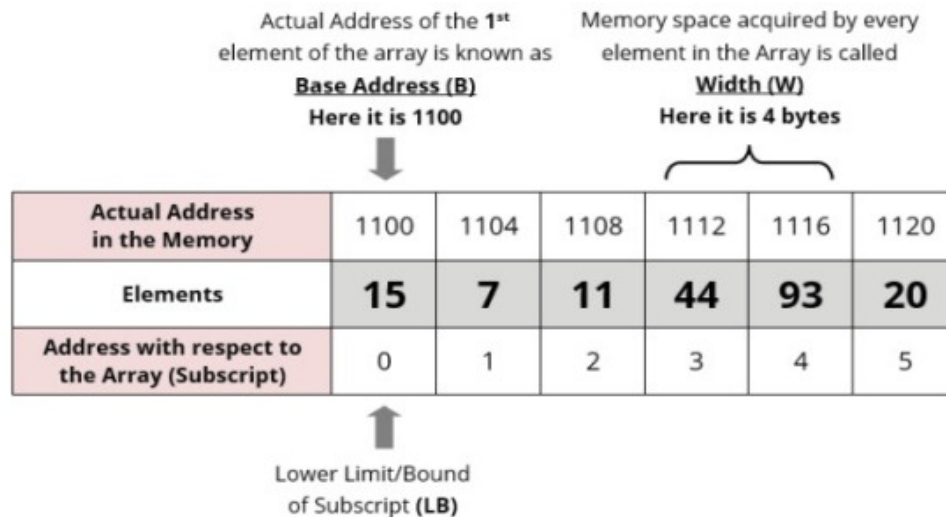 Actual Address of the 1st
element of the array is known as
Base Address (B)
Here it is 1100
Memory space acquired by every
element in the Array is called
Width (W)
Here it is 4 bytes
Actual Address
in the Memory
1100 1104 1108 1112 1116 1120
Elements 15 7 11 44 93 20
Address with respect to
the Array (Subscript)
0 1 2 3 4 5
Lower Limit/Bound
of Subscript (LB)